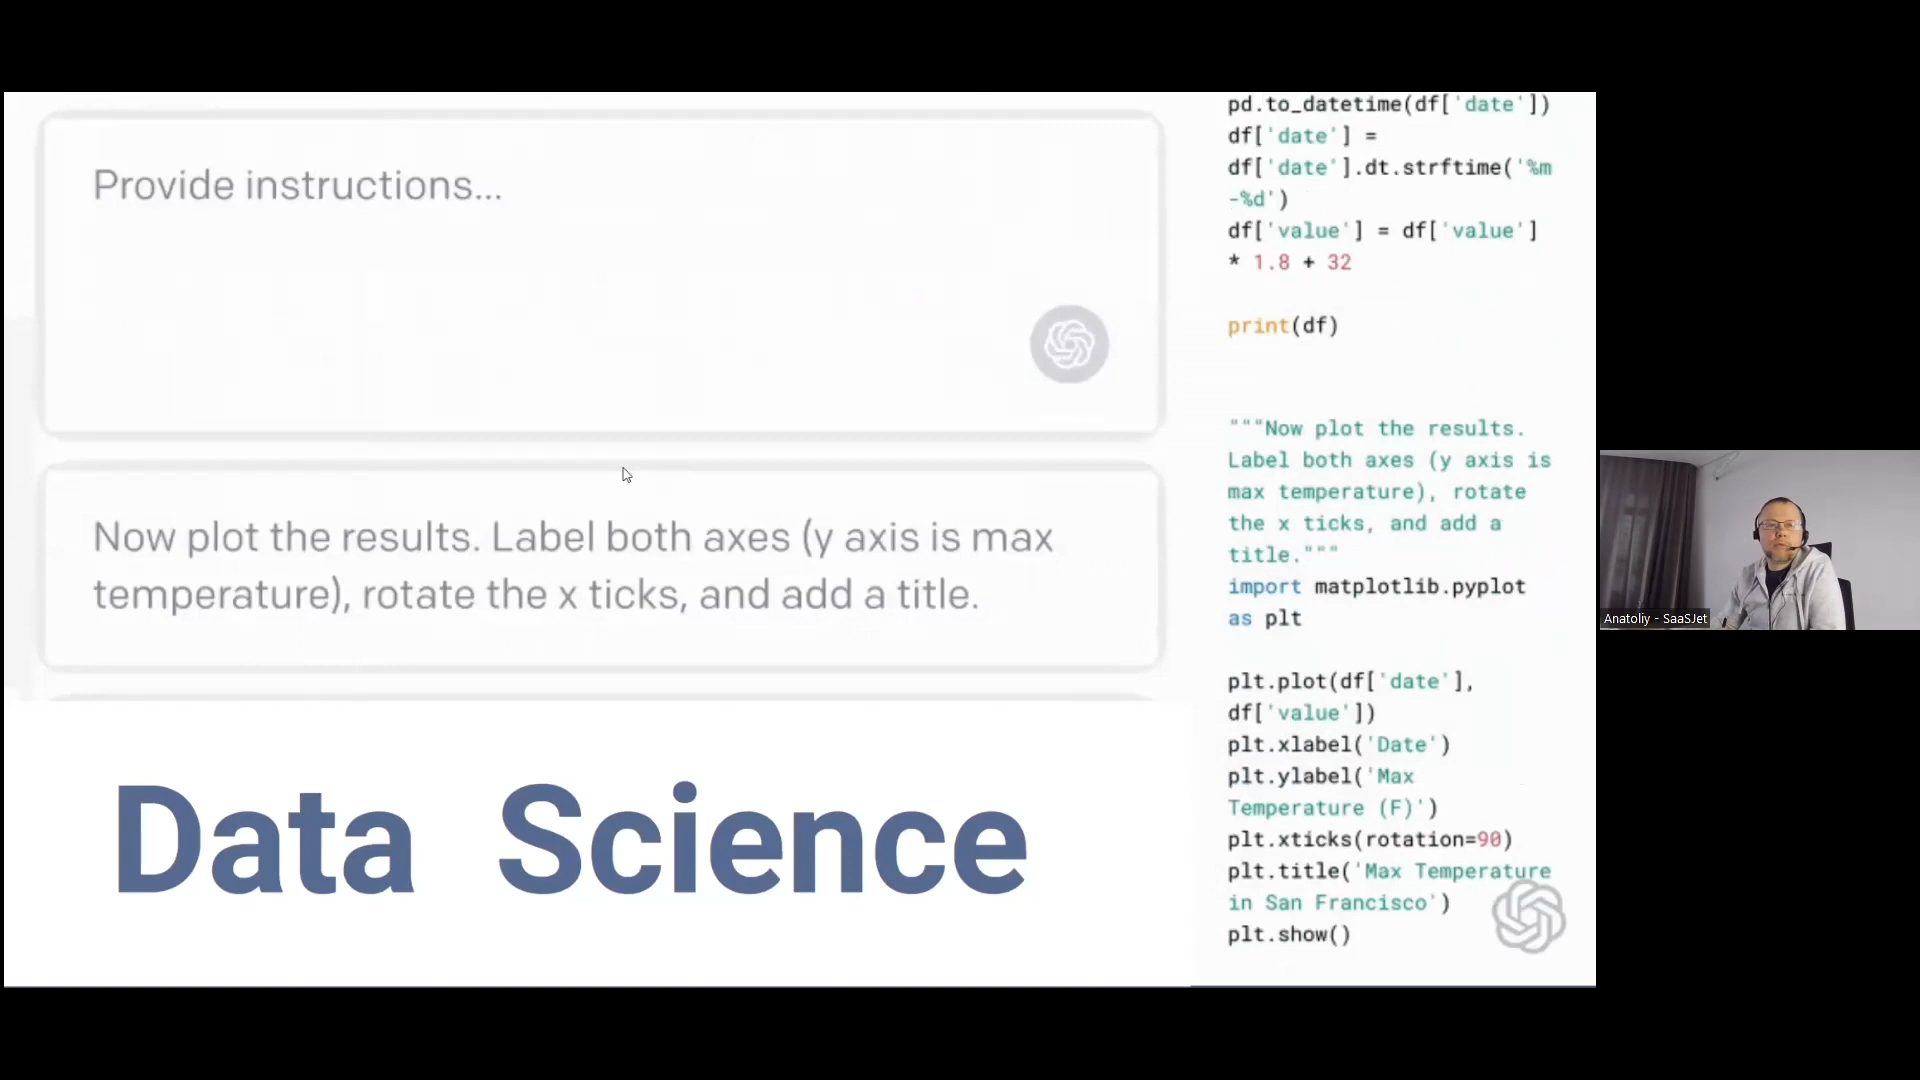 Provide instructions...
Now plot the results. Label both axes (y axis is max
temperature), rotate the x ticks, and add a title.
Data Science
pd.to_datetime(df['date'])
df['date'] =
df['date'].dt.strftime('%m
-%d')
df['value'] = df['value']
* 1.8 + 32
print(df)
"""Now plot the results.
Label both axes (y axis is
max temperature), rotate
the x ticks, and add a
title."""
import matplotlib.pyplot
as plt
plt.plot(df['date'],
df['value'])
plt.xlabel('Date')
plt.ylabel('Max
Temperature (F)')
plt.xticks(rotation=90)
plt.title('Max Temperature
in San Francisco')
plt.show()
Anatoliy - SaaSJet